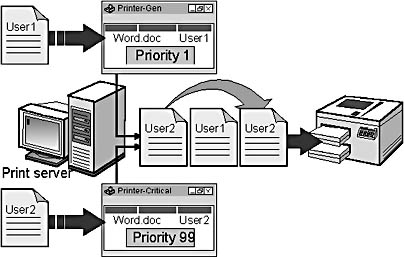 User1
Printer-Gen
Word.doc User1
Priority 1
User2 User1 User2
Print server
User2
Printer-Critical
Word.doc User2
Priority 99